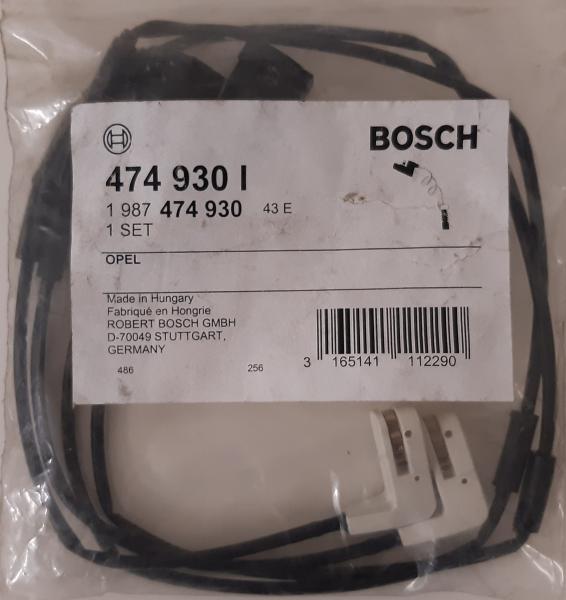 BOSCH
474 930 I
1 987 474 930 43 E
1 SET
OPEL
Made in Hungary
Fabriqué en Hongrie
ROBERT BOSCH GMBH
D-70049 STUTTGART,
GERMANY
486 256
3 165141 112290